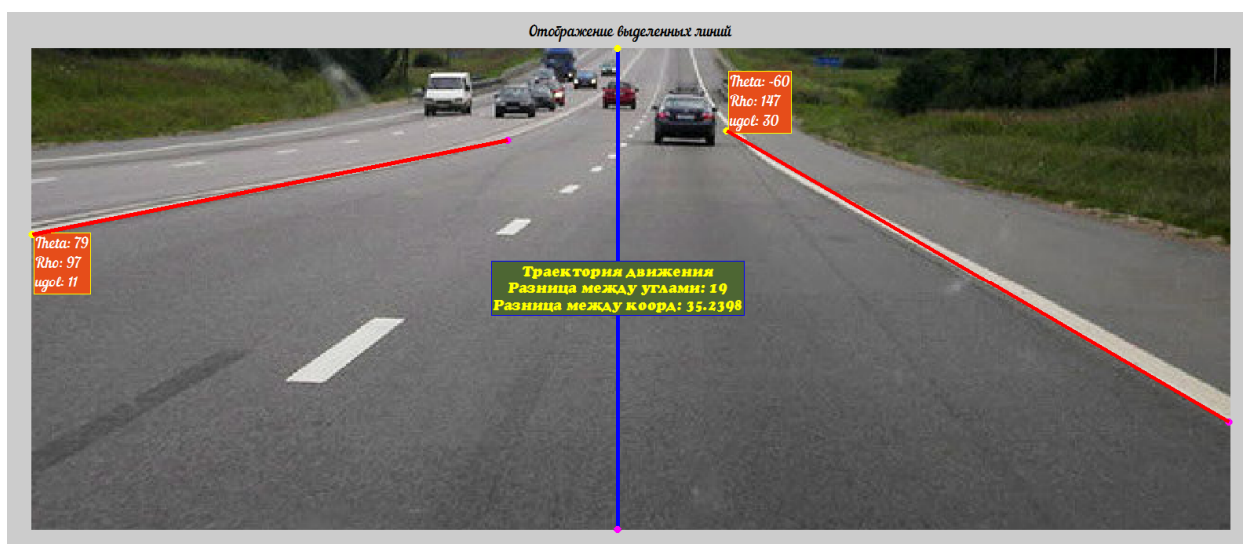 Отображение выделенных линий
Theta: -60
Rho: 147
ugol: 30
Theta: 79
Rho: 97
ugol: 11
Траектория движения
Разница между углами: 19
Разница между коорд: 35.2398